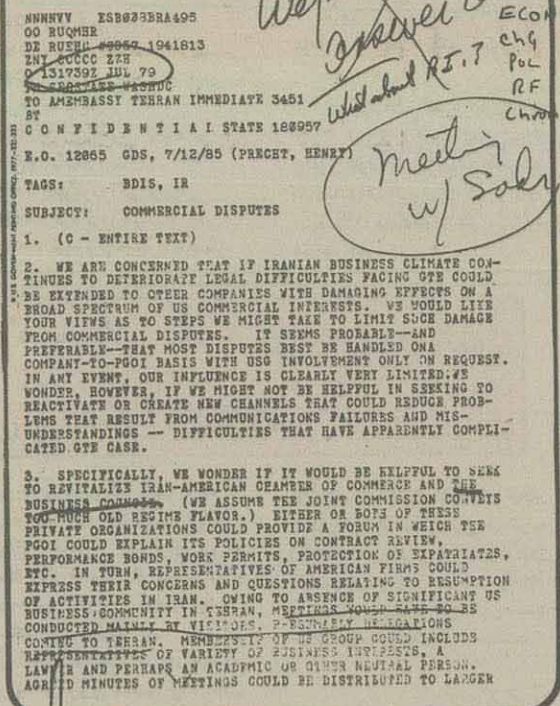 NNNNVV ESB033BRA495
OO RUQMHR
DE RUEHC 1941813
ZNY CCCCC ZZH
O 131739Z JUL 79
FM SECSTATE WASHDC
TO AMEMBASSY TEHRAN IMMEDIATE 3451
BT
C O N F I D E N T I A L STATE 180957
E.O. 12065 GDS, 7/12/85 (PRECHT, HENRY)
TAGS: BDIS, IR
SUBJECT: COMMERCIAL DISPUTES
1. (C - ENTIRE TEXT)
2. WE ARE CONCERNED THAT IF IRANIAN BUSINESS CLIMATE CON-
TINUES TO DETERIORATE LEGAL DIFFICULTIES FACING GTE COULD
BE EXTENDED TO OTEER COMPANIES WITH DAMAGING EFFECTS ON A
BROAD SPECTRUM OF US COMMERCIAL INTERESTS. WE WOULD LIKE
YOUR VIEWS AS TO STEPS WE MIGHT TAKE TO LIMIT SUCH DAMAGE
FROM COMMERCIAL DISPUTES. IT SEEMS PROBABLE--AND
PREFERABLE--THAT MOST DISPUTES BEST BE HANDLED ONA
COMPANY-TO-PGOI BASIS WITH USG INVOLVEMENT ONLY ON REQUEST.
IN ANY EVENT, OUR INFLUENCE IS CLEARLY VERY LIMITED.WE
WONDER, HOWEVER, IF WE MIGHT NOT BE HELPFUL IN SEEKING TO
REACTIVATE OR CREATE NEW CHANNELS THAT COULD REDUCE PROB-
LEMS THAT RESULT FROM COMMUNICATIONS FAILURES AND MIS-
UNDERSTANDINGS -- DIFFICULTIES THAT HAVE APPARENTLY COMPLI-
CATED GTE CASE.
3. SPECIFICALLY, WE WONDER IF IT WOULD BE HELPFUL TO SEEK
TO REVITALIZE IRAN-AMERICAN CHAMBER OF COMMERCE AND THE
BUSINESS COUNCIL. (WE ASSUME THE JOINT COMMISSION CONVEYS
TOO MUCH OLD REGIME FLAVOR.) EITHER OR BOTH OF THESE
PRIVATE ORGANIZATIONS COULD PROVIDE A FORUM IN WHICH THE
PGOI COULD EXPLAIN ITS POLICIES ON CONTRACT REVIEW,
PERFORMANCE BONDS, WORK PERMITS, PROTECTION OF EXPATRIATES,
ETC. IN TURN, REPRESENTATIVES OF AMERICAN FIRMS COULD
EXPRESS THEIR CONCERNS AND QUESTIONS RELATING TO RESUMPTION
OF ACTIVITIES IN IRAN. OWING TO ABSENCE OF SIGNIFICANT US
BUSINESS COMMUNITY IN TEHRAN, MEETINGS WOULD HAVE TO BE
CONDUCTED MAINLY BY VISITORS, PRESUMABLY DELEGATIONS
COMING TO TEHRAN. MEMBERSHIP OF US GROUP COULD INCLUDE
REPRESENTATIVES OF VARIETY OF BUSINESS INTERESTS, A
LAWYER AND PERHAPS AN ACADEMIC OR OTHER NEUTRAL PERSON.
AGREED MINUTES OF MEETINGS COULD BE DISTRIBUTED TO LARGER
We
answer
What about R.I.?
ECON
Chg
POL
RF
Chron
Meeting
w/